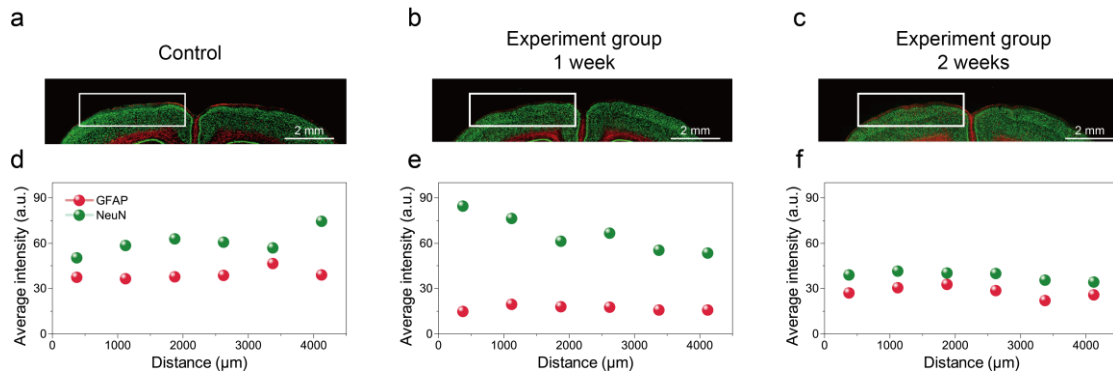 a
Control
2 mm
b
Experiment group
1 week
2 mm
c
Experiment group
2 weeks
2 mm
d
Average intensity (a.u.)
90
60
30
0
GFAP
NeuN
0 1000 2000 3000 4000
Distance (µm)
e
Average intensity (a.u.)
90
60
30
0
0 1000 2000 3000 4000
Distance (µm)
f
Average intensity (a.u.)
90
60
30
0
0 1000 2000 3000 4000
Distance (µm)